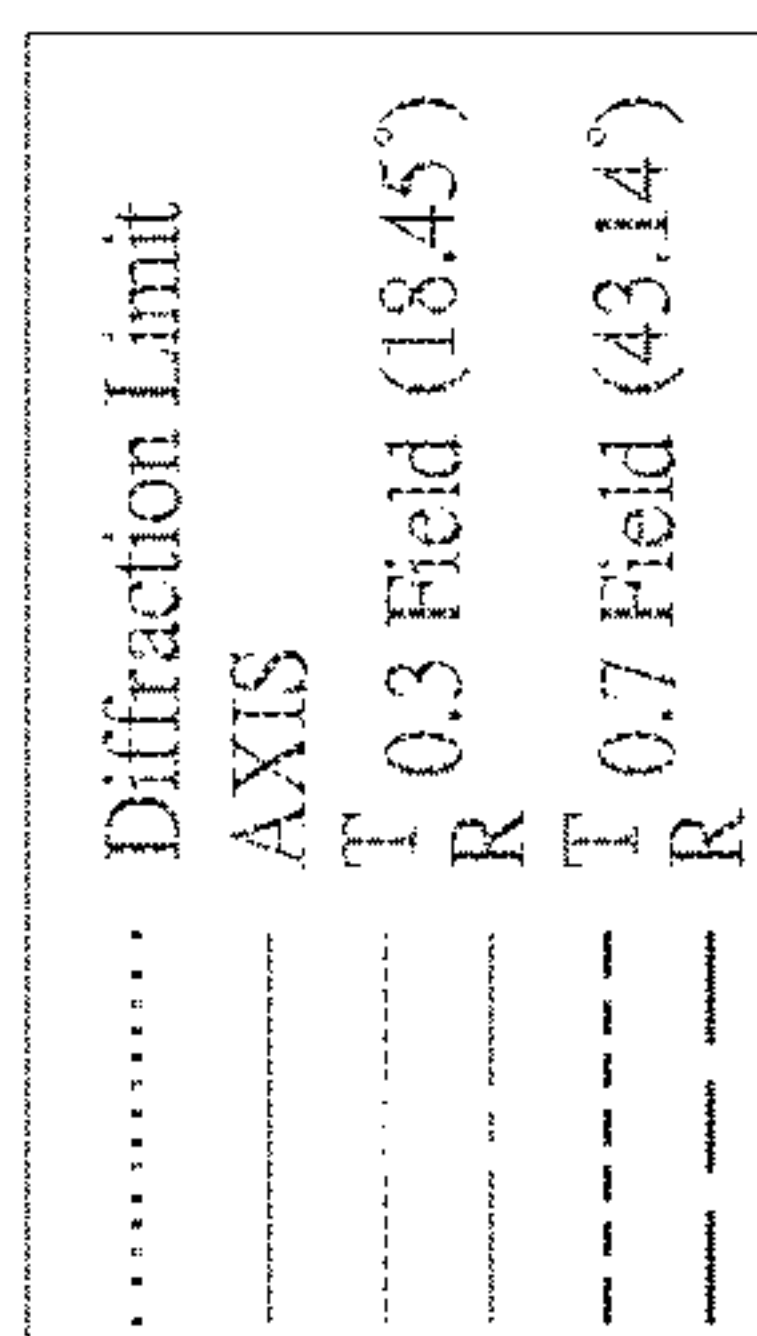 Diffraction Limit
AXIS
T
0.3 Field (18.45°)
R
T
0.7 Field (43.14°)
R